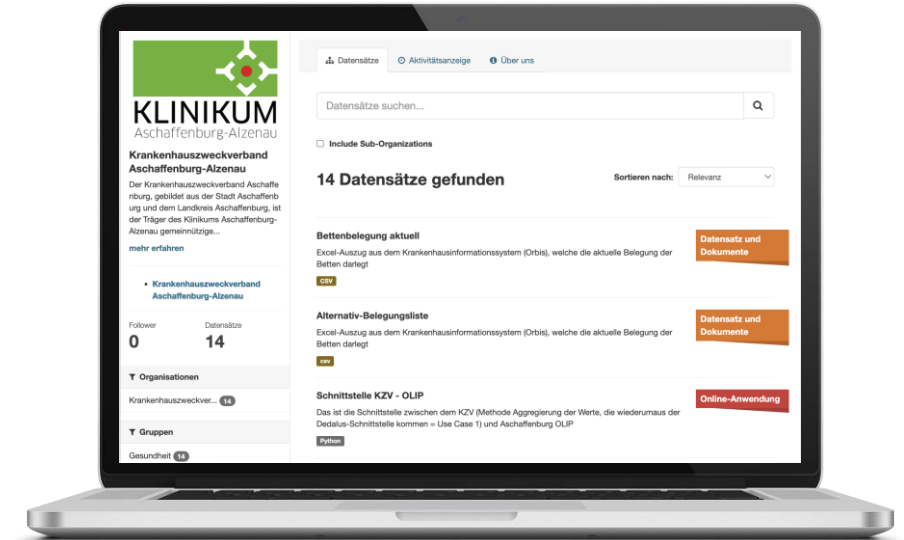 KLINIKUM
Aschaffenburg-Alzenau
Krankenhauszweckverband
Aschaffenburg-Alzenau
Der Krankenhauszweckverband Aschaffe
nburg, gebildet aus der Stadt Aschaffenb
urg und dem Landkreis Aschaffenburg, ist
der Träger des Klinikums Aschaffenburg-
Alzenau gemeinnützige...
mehr erfahren
Krankenhauszweckverband
Aschaffenburg-Alzenau
Follower Datensätze
0 14
Organisationen
Krankenhauszweckver... 14
Gruppen
Gesundheit 14
Datensätze Aktivitätsanzeige Über uns
Datensätze suchen...
Include Sub-Organizations
14 Datensätze gefunden
Sortieren nach: Relevanz
Bettenbelegung aktuell
Excel-Auszug aus dem Krankenhausinformationssystem (Orbis), welche die aktuelle Belegung der
Betten darlegt
CSV
Datensatz und
Dokumente
Alternativ-Belegungsliste
Excel-Auszug aus dem Krankenhausinformationssystem (Orbis), welche die aktuelle Belegung der
Betten darlegt
csv
Datensatz und
Dokumente
Schnittstelle KZV - OLIP
Das ist die Schnittstelle zwischen dem KZV (Methode Aggregierung der Werte, die wiederumaus der
Dedalus-Schnittstelle kommen = Use Case 1) und Aschaffenburg OLIP
Python
Online-Anwendung